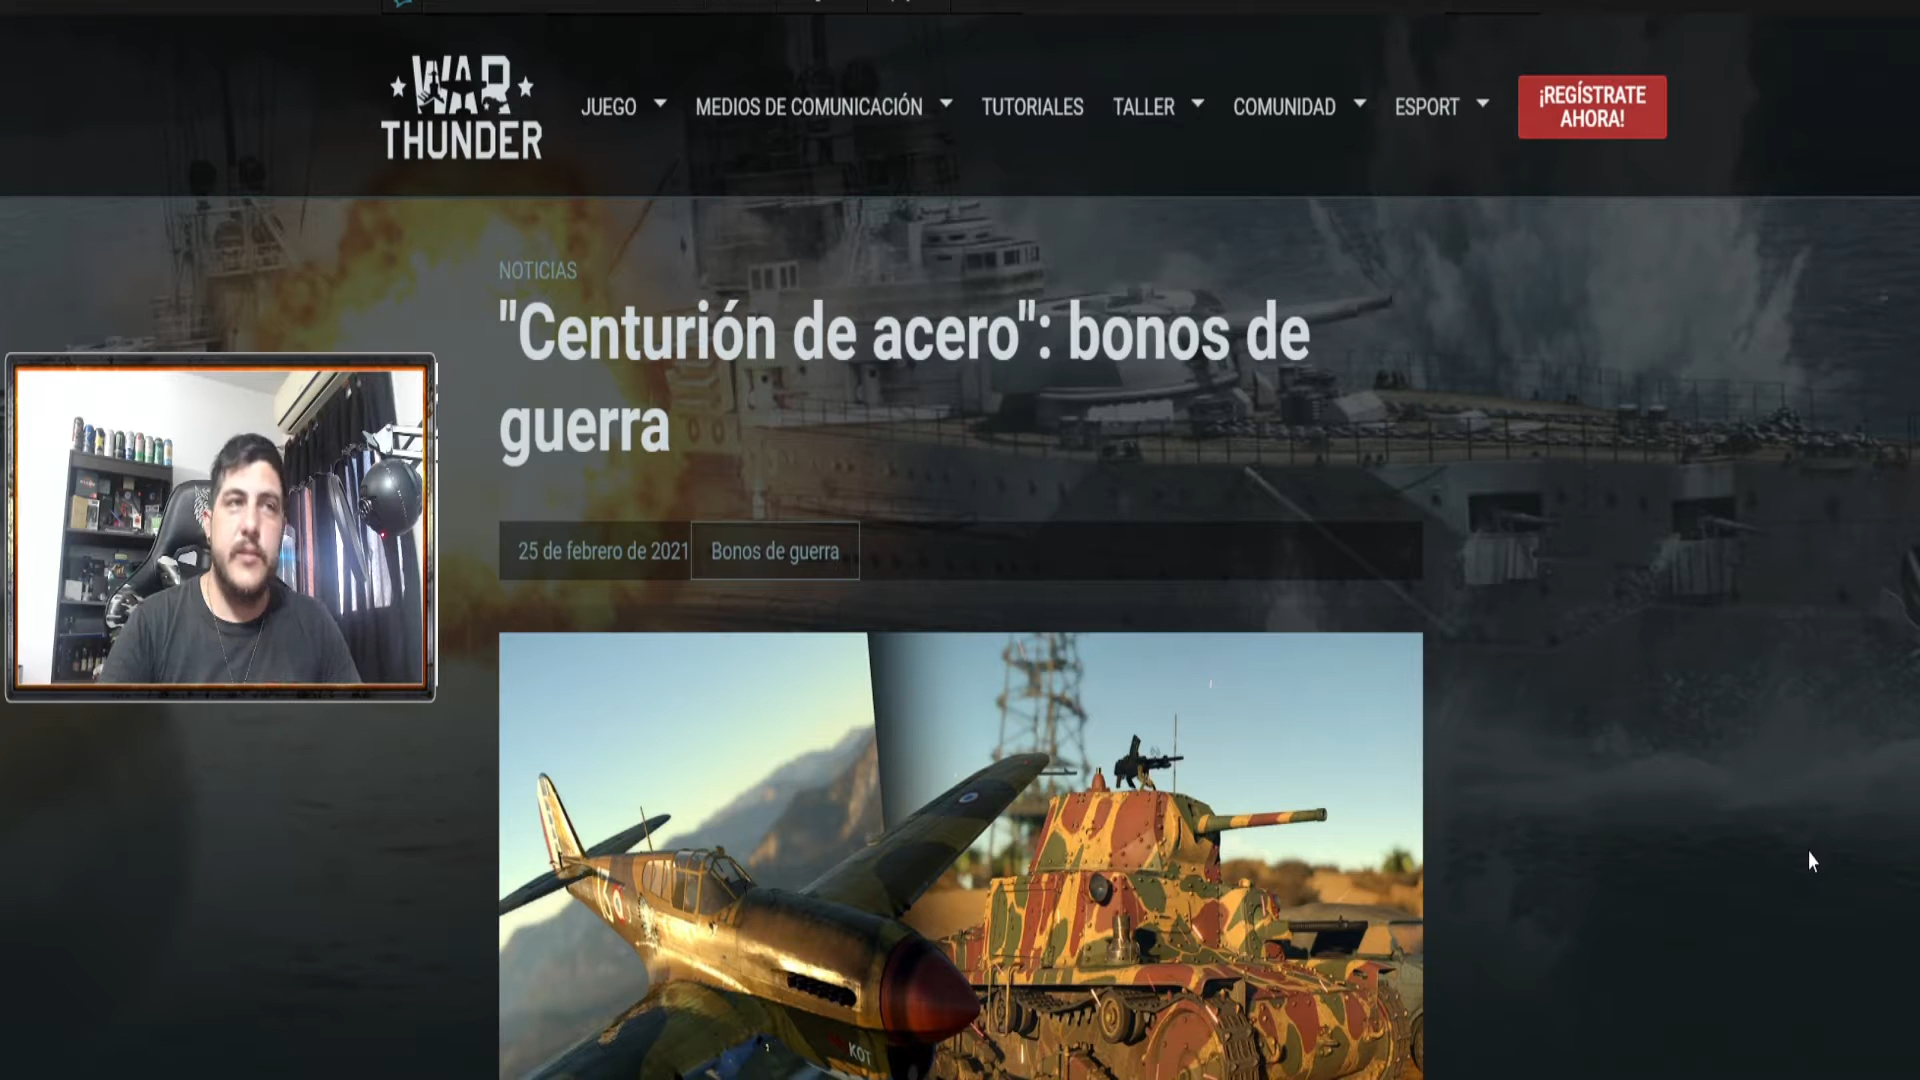 WAR
THUNDER
JUEGO
MEDIOS DE COMUNICACIÓN
TUTORIALES
TALLER
COMUNIDAD
ESPORT
¡REGÍSTRATE
AHORA!
NOTICIAS
"Centurión de acero": bonos de
guerra
25 de febrero de 2021
Bonos de guerra
KOT